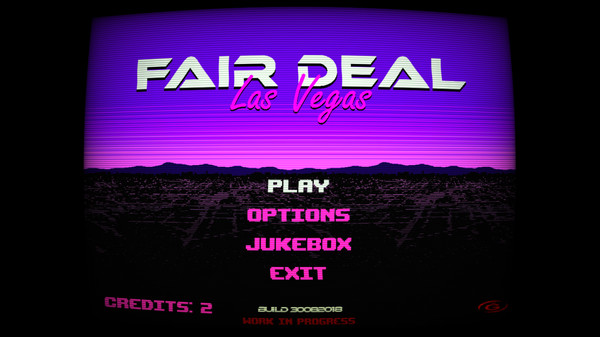 FAIR DEAL
Las Vegas
PLAY
OPTIONS
JUKEBOX
EXIT
CREDITS: 2
BUILD 30082018
WORK IN PROGRESS